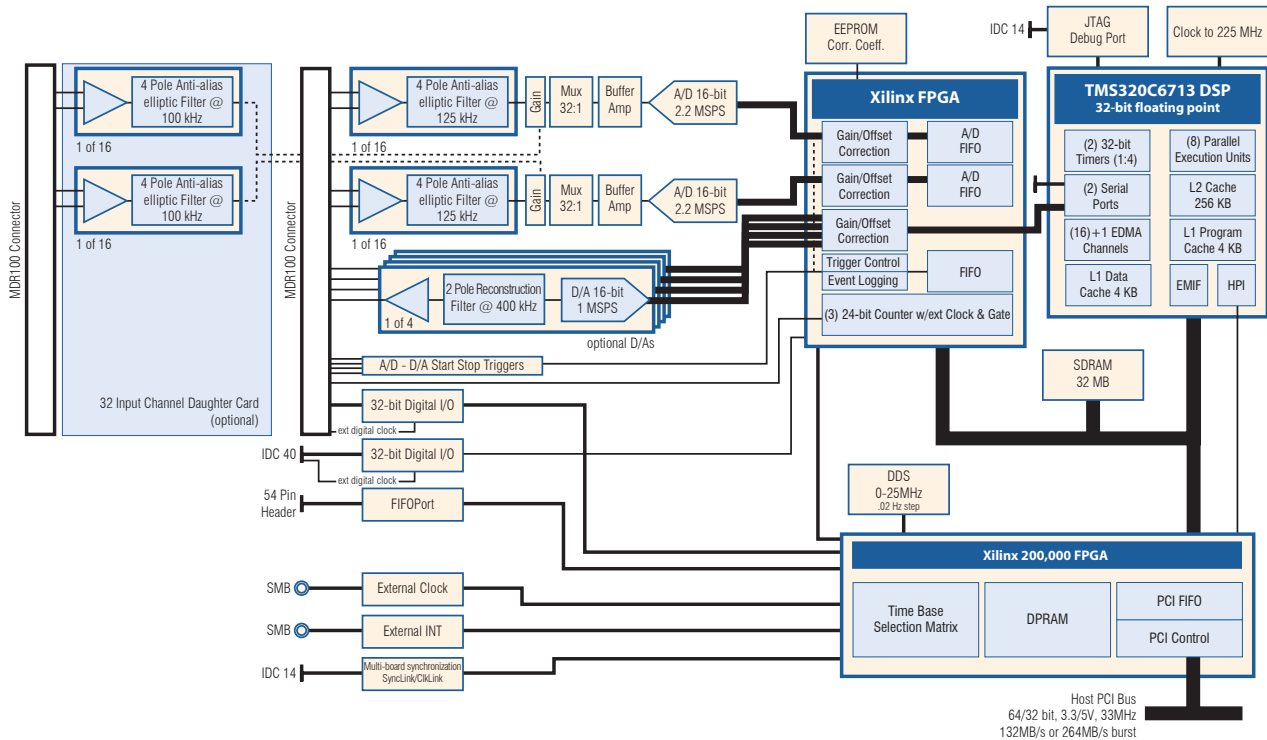 MDR100 Connector
4 Pole Anti-alias
elliptic Filter @
100 kHz
1 of 16
4 Pole Anti-alias
elliptic Filter @
100 kHz
1 of 16
32 Input Channel Daughter Card
(optional)
MDR100 Connector
4 Pole Anti-alias
elliptic Filter @
125 kHz
1 of 16
Gain
Mux
32:1
Buffer
Amp
A/D 16-bit
2.2 MSPS
4 Pole Anti-alias
elliptic Filter @
125 kHz
1 of 16
Gain
Mux
32:1
Buffer
Amp
A/D 16-bit
2.2 MSPS
2 Pole Reconstruction
Filter @ 400 kHz
D/A 16-bit
1 MSPS
1 of 4
optional D/As
A/D – D/A Start Stop Triggers
32-bit Digital I/O
ext digital clock
IDC 40
32-bit Digital I/O
ext digital clock
54 Pin
Header
FIFOPort
SMB
External Clock
SMB
External INT
IDC 14
Multi-board synchronization
SyncLink/ClkLink
EEPROM
Corr. Coeff.
Xilinx FPGA
Gain/Offset
Correction
A/D
FIFO
Gain/Offset
Correction
A/D
FIFO
Gain/Offset
Correction
Trigger Control
Event Logging
FIFO
(3) 24-bit Counter w/ext Clock & Gate
IDC 14
JTAG
Debug Port
Clock to 225 MHz
TMS320C6713 DSP
32-bit floating point
(2) 32-bit
Timers (1:4)
(8) Parallel
Execution Units
(2) Serial
Ports
L2 Cache
256 KB
(16)+1 EDMA
Channels
L1 Program
Cache 4 KB
L1 Data
Cache 4 KB
EMIF
HPI
SDRAM
32 MB
DDS
0-25MHz
.02 Hz step
Xilinx 200,000 FPGA
Time Base
Selection Matrix
DPRAM
PCI FIFO
PCI Control
Host PCI Bus
64/32 bit, 3.3/5V, 33MHz
132MB/s or 264MB/s burst